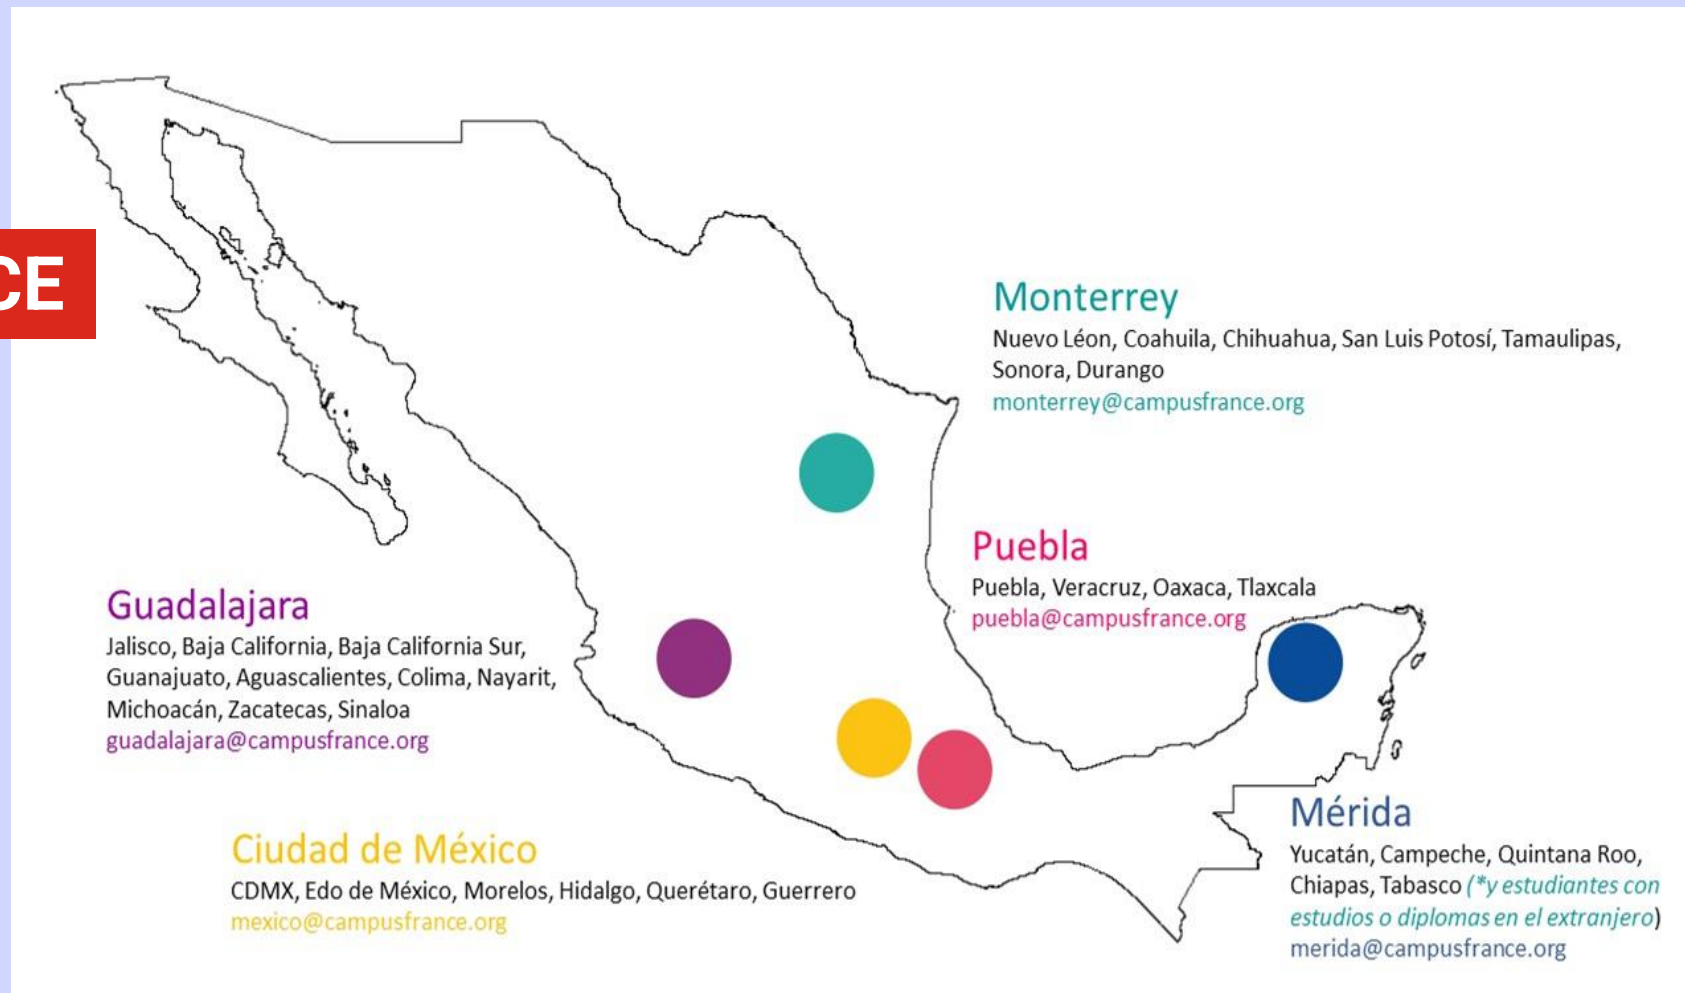 CE
Monterrey
Nuevo Léon, Coahuila, Chihuahua, San Luis Potosí, Tamaulipas,
Sonora, Durango
monterrey@campusfrance.org
Puebla
Puebla, Veracruz, Oaxaca, Tlaxcala
puebla@campusfrance.org
Guadalajara
Jalisco, Baja California, Baja California Sur,
Guanajuato, Aguascalientes, Colima, Nayarit,
Michoacán, Zacatecas, Sinaloa
guadalajara@campusfrance.org
Ciudad de México
CDMX, Edo de México, Morelos, Hidalgo, Querétaro, Guerrero
mexico@campusfrance.org
Mérida
Yucatán, Campeche, Quintana Roo,
Chiapas, Tabasco (*y estudiantes con
estudios o diplomas en el extranjero)
merida@campusfrance.org